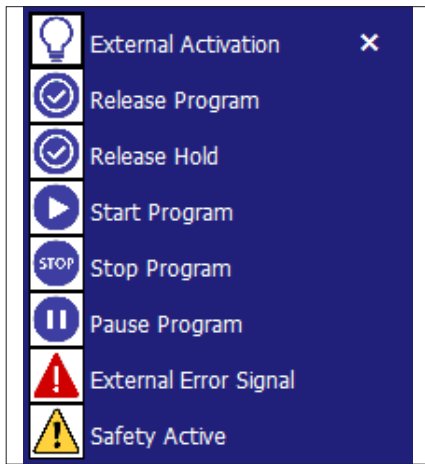 External Activation ×
Release Program
Release Hold
Start Program
STOP Stop Program
Pause Program
External Error Signal
Safety Active